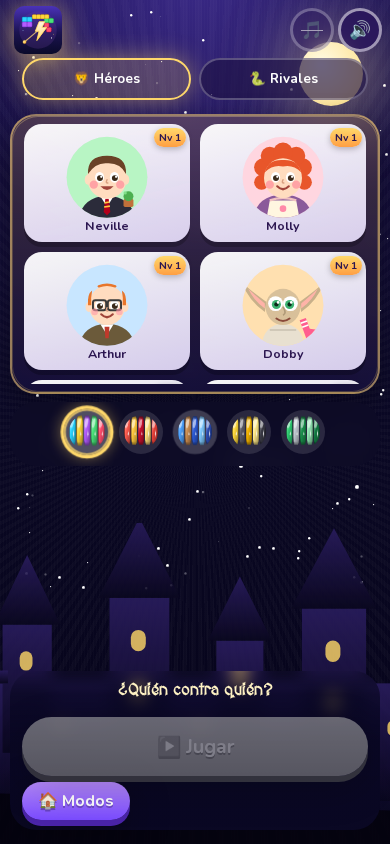 Héroes
Rivales
Nv 1
Neville
Nv 1
Molly
Nv 1
Arthur
Nv 1
Dobby
¿Quién contra quién?
Jugar
Modos